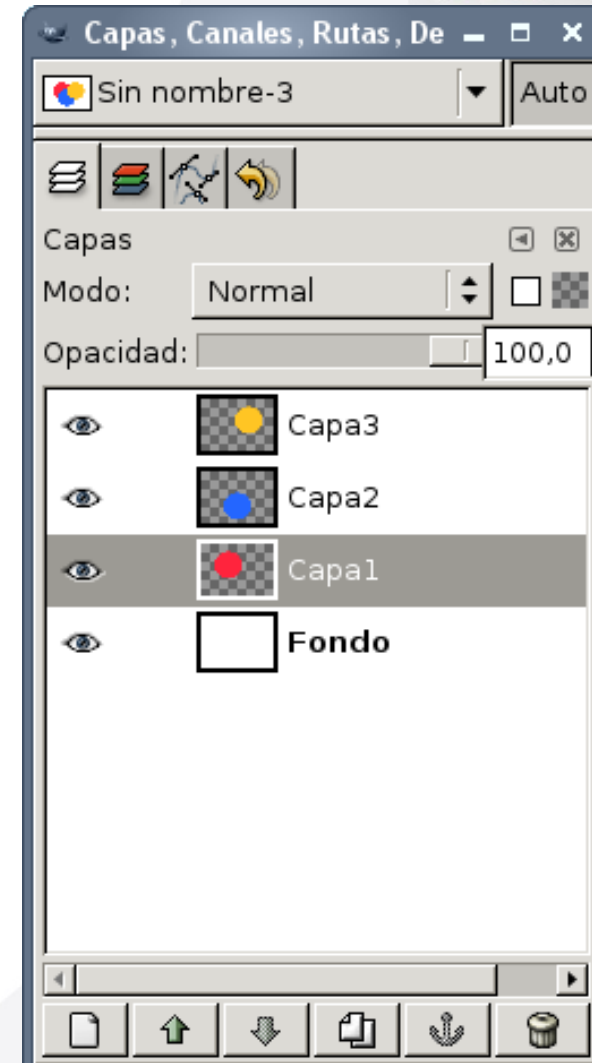 Capas, Canales, Rutas, De
Sin nombre-3
Auto
Capas
Modo: Normal
Opacidad: 100,0
Capa3
Capa2
Capa1
Fondo